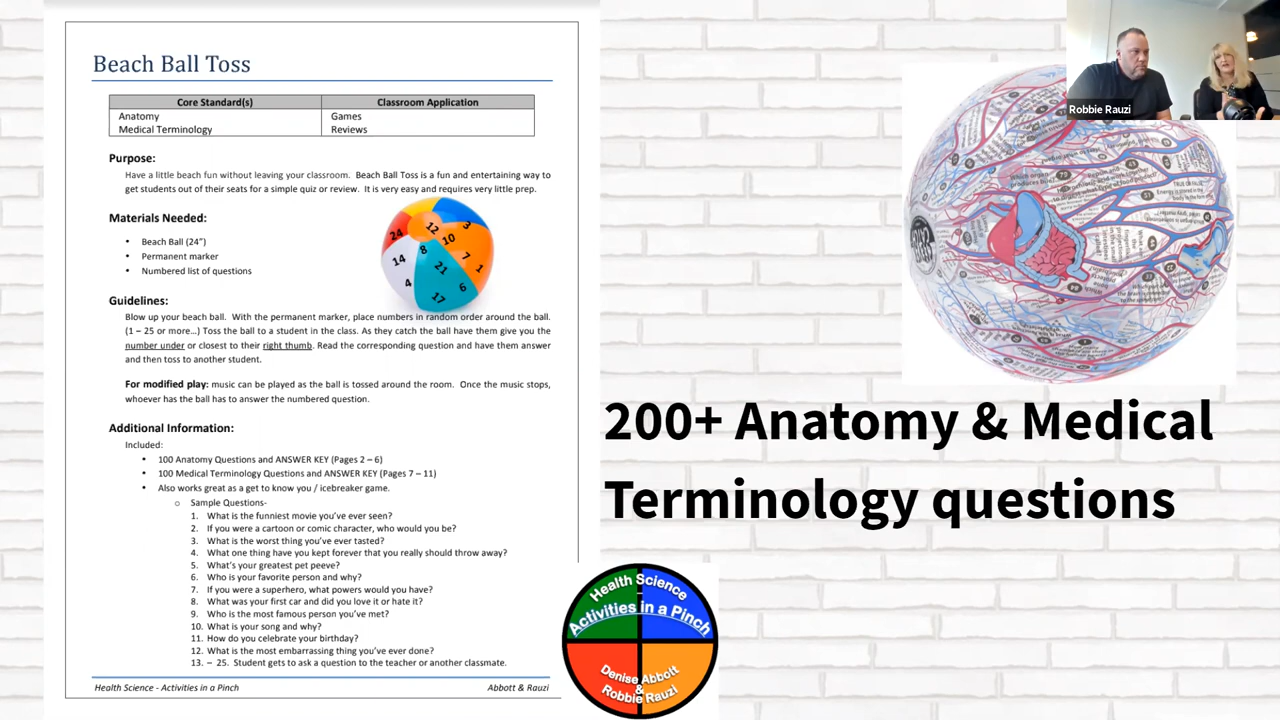 Beach Ball Toss
Core Standard(s) Classroom Application
Anatomy Games
Medical Terminology Reviews
Purpose:
Have a little beach fun without leaving your classroom. Beach Ball Toss is a fun and entertaining way to
get students out of their seats for a simple quiz or review. It is very easy and requires very little prep.
Materials Needed:
• Beach Ball (24")
• Permanent marker
• Numbered list of questions
24
12
3
10
8
14
21
7
1
4
6
17
Guidelines:
Blow up your beach ball. With the permanent marker, place numbers in random order around the ball.
(1 – 25 or more…) Toss the ball to a student in the class. As they catch the ball have them give you the
number under or closest to their right thumb. Read the corresponding question and have them answer
and then toss to another student.
For modified play: music can be played as the ball is tossed around the room. Once the music stops,
whoever has the ball has to answer the numbered question.
Additional Information:
Included:
• 100 Anatomy Questions and ANSWER KEY (Pages 2 – 6)
• 100 Medical Terminology Questions and ANSWER KEY (Pages 7 – 11)
• Also works great as a get to know you / icebreaker game.
o Sample Questions-
1. What is the funniest movie you've ever seen?
2. If you were a cartoon or comic character, who would you be?
3. What is the worst thing you've ever tasted?
4. What one thing have you kept forever that you really should throw away?
5. What's your greatest pet peeve?
6. Who is your favorite person and why?
7. If you were a superhero, what powers would you have?
8. What was your first car and did you love it or hate it?
9. Who is the most famous person you've met?
10. What is your song and why?
11. How do you celebrate your birthday?
12. What is the most embarrassing thing you've ever done?
13. – 25. Student gets to ask a question to the teacher or another classmate.
Health Science - Activities in a Pinch Abbott & Rauzi
Robbie Rauzi
200+ Anatomy & Medical
Terminology questions
Health Science
Activities in a Pinch
Denise Abbott
&
Robbie Rauzi